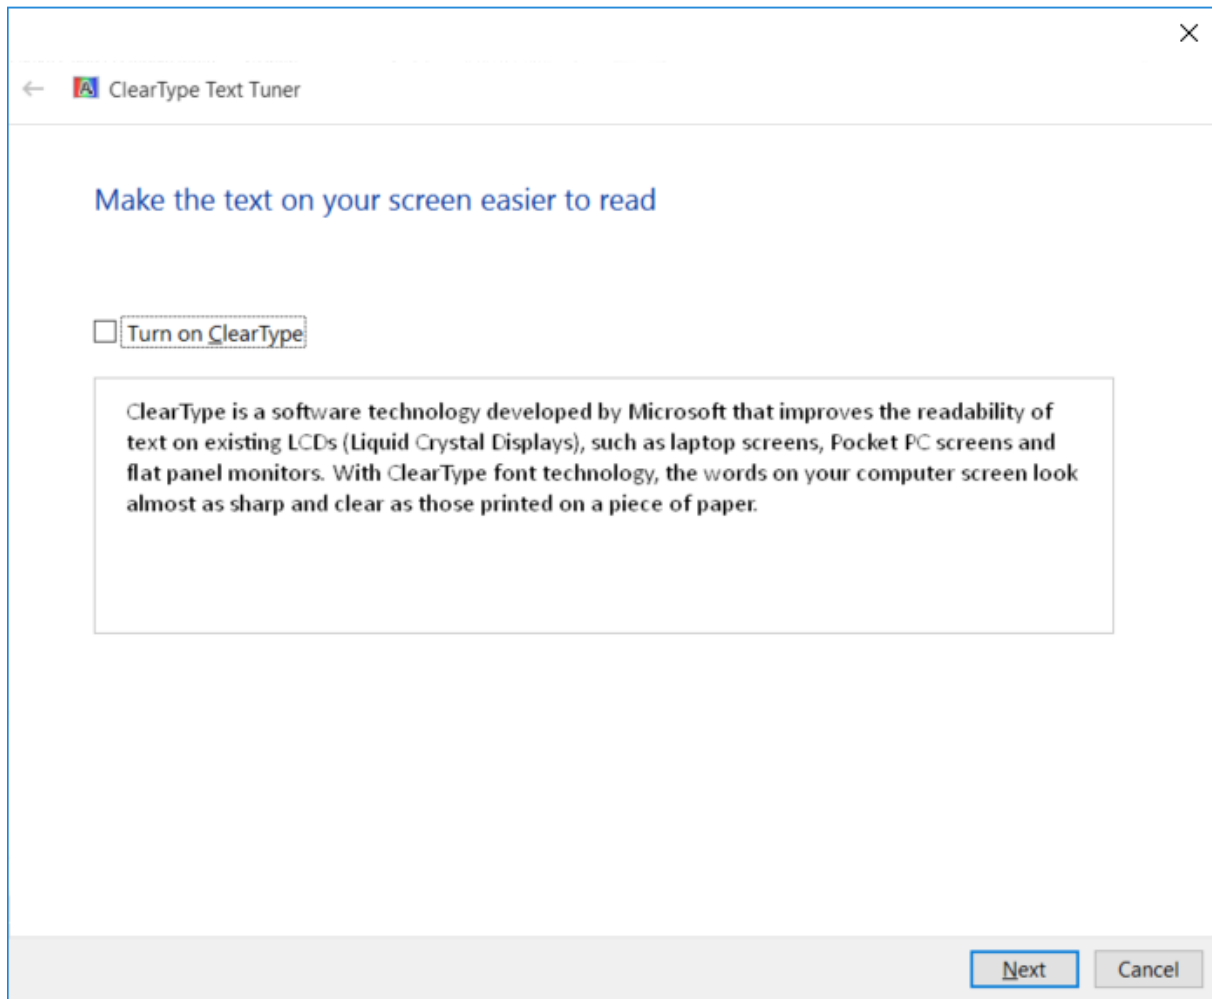 ClearType Text Tuner
Make the text on your screen easier to read
Turn on ClearType
ClearType is a software technology developed by Microsoft that improves the readability of
text on existing LCDs (Liquid Crystal Displays), such as laptop screens, Pocket PC screens and
flat panel monitors. With ClearType font technology, the words on your computer screen look
almost as sharp and clear as those printed on a piece of paper.
Next Cancel